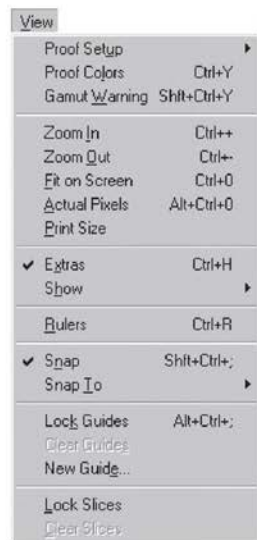 View
Proof Setup
Proof Colors Ctrl+Y
Gamut Warning Shft+Ctrl+Y
Zoom In Ctrl++
Zoom Out Ctrl+-
Fit on Screen Ctrl+0
Actual Pixels Alt+Ctrl+0
Print Size
Extras Ctrl+H
Show
Rulers Ctrl+R
Snap Shft+Ctrl+;
Snap To
Lock Guides Alt+Ctrl+;
Clear Guides
New Guide...
Lock Slices
Clear Slices